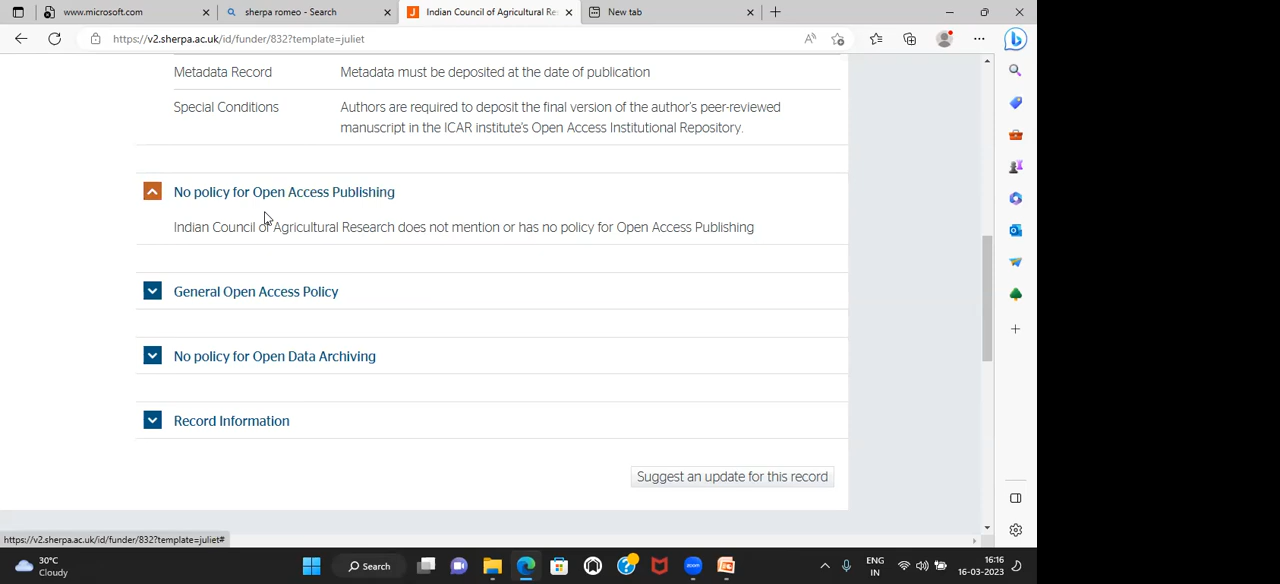 www.microsoft.com
sherpa romeo - Search
Indian Council of Agricultural Re
New tab
https://v2.sherpa.ac.uk/id/funder/832?template=juliet
Metadata Record
Metadata must be deposited at the date of publication
Special Conditions
Authors are required to deposit the final version of the author's peer-reviewed
manuscript in the ICAR institute's Open Access Institutional Repository.
No policy for Open Access Publishing
Indian Council of Agricultural Research does not mention or has no policy for Open Access Publishing
General Open Access Policy
No policy for Open Data Archiving
Record Information
Suggest an update for this record
https://v2.sherpa.ac.uk/id/funder/832?template=juliet#
30°C
Cloudy
Search
zoom
ENG
IN
16:16
16-03-2023